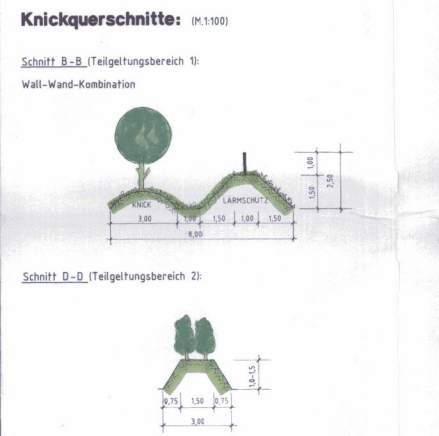 Knickquerschnitte: (M.1:100)
Schnitt B-B (Teilgeltungsbereich 1):
Wall-Wand-Kombination
1,00
1,50
2,50
KNICK
LÄRMSCHUTZ
3,00 1,00 1,50 1,00 1,50
8,00
Schnitt D-D (Teilgeltungsbereich 2):
1,0-1,5
0,75 1,50 0,75
3,00